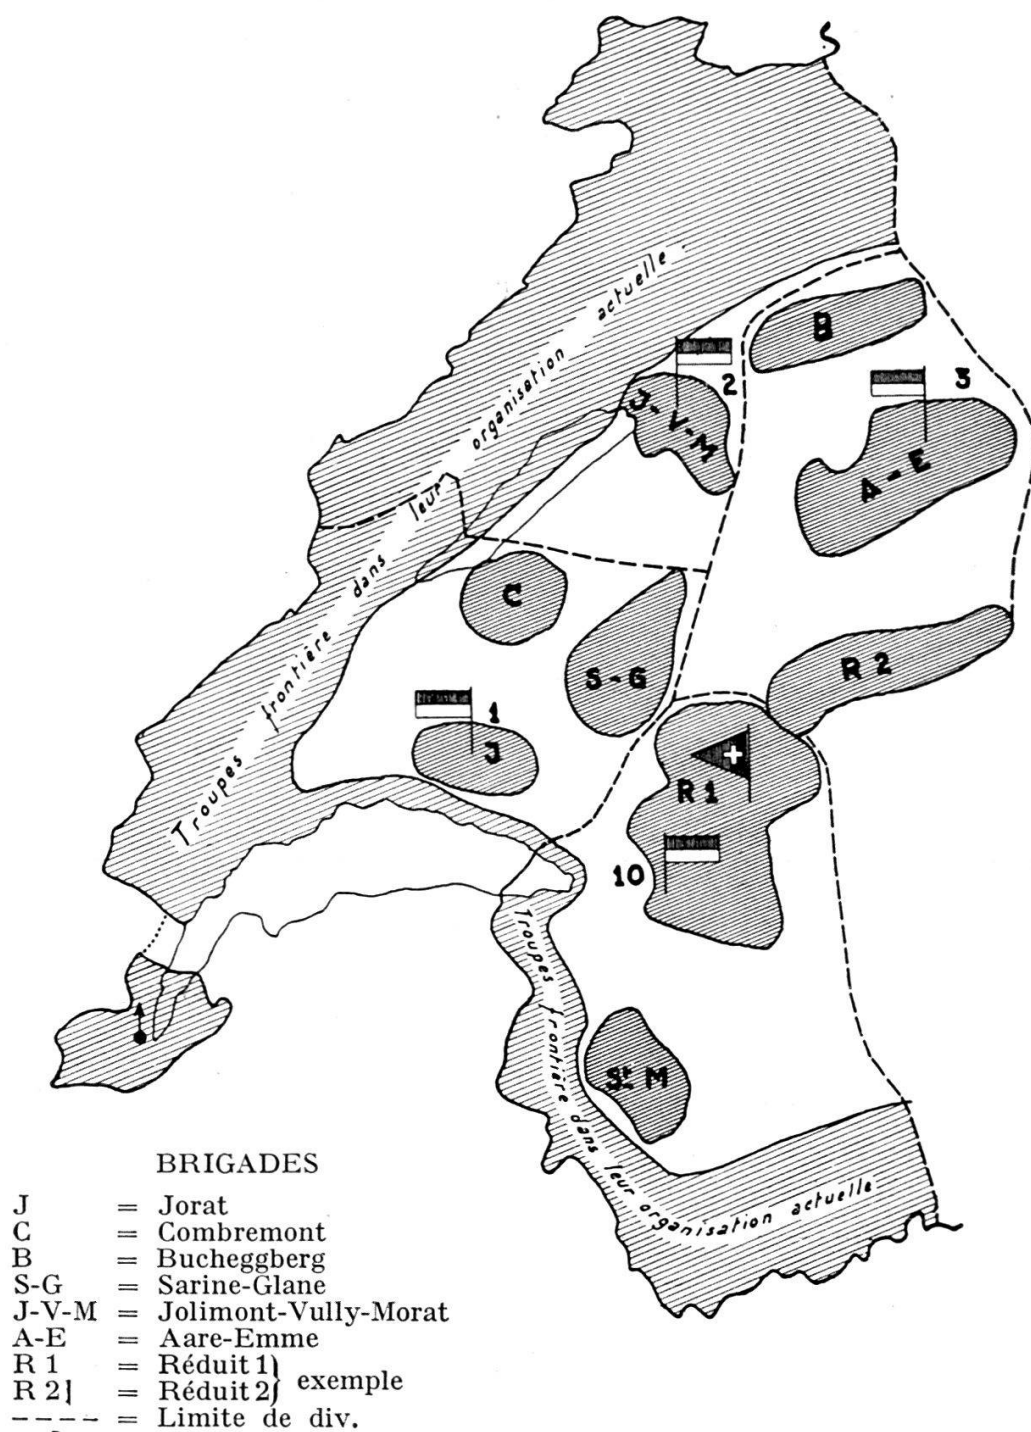 Troupes frontière dans leur organisation actuelle
B
2
3
J-V-M
A-E
C
S-G
R 2
1
J
R 1
10
Troupes frontière dans leur organisation actuelle
St M
BRIGADES
J = Jorat
C = Combremont
B = Bucheggberg
S-G = Sarine-Glane
J-V-M = Jolimont-Vully-Morat
A-E = Aare-Emme
R 1 = Réduit 1
R 2 = Réduit 2 } exemple
---- = Limite de div.